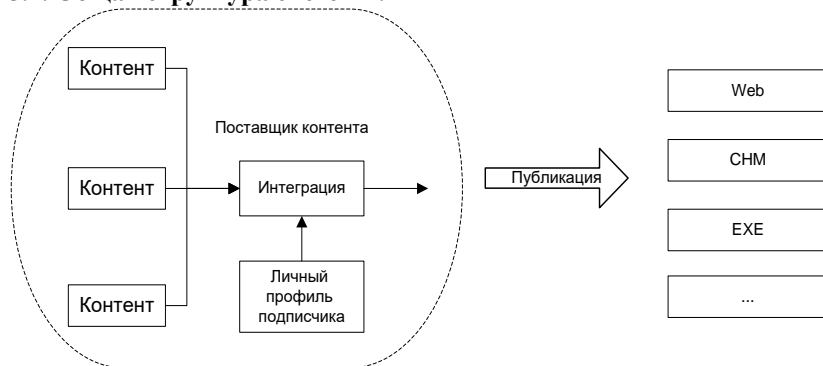 Контент
Поставщик контента
Контент
Интеграция
Личный
профиль
подписчика
Контент
Публикация
Web
CHM
EXE
...